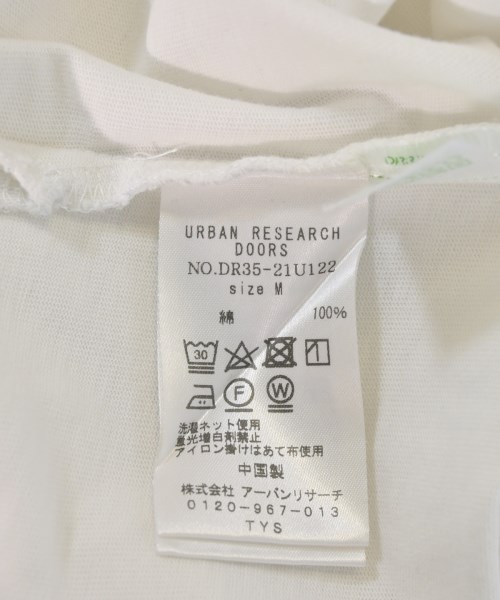 URBAN RESEARCH
DOORS
NO.DR35-21U122
size M
綿 100%
30
F W
洗濯ネット使用
蛍光増白剤禁止
アイロン掛けはあて布使用
中国製
株式会社 アーバンリサーチ
0120-967-013
TYS